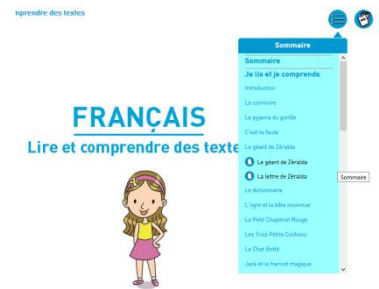 mprendre des textes
Sommaire
Sommaire
Je lis et je comprends
Introduction
Le carnivore
Le pyjama du gorille
C'est ta faute
Le géant de Zéralda
Le géant de Zéralda
La lettre de Zéralda
Le dictionnaire
L'ogre et la bête inconnue
Le Petit Chaperon Rouge
Les Trois Petits Cochons
Le Chat Botté
Jack et le haricot magique
Sommaire
FRANÇAIS
Lire et comprendre des texte